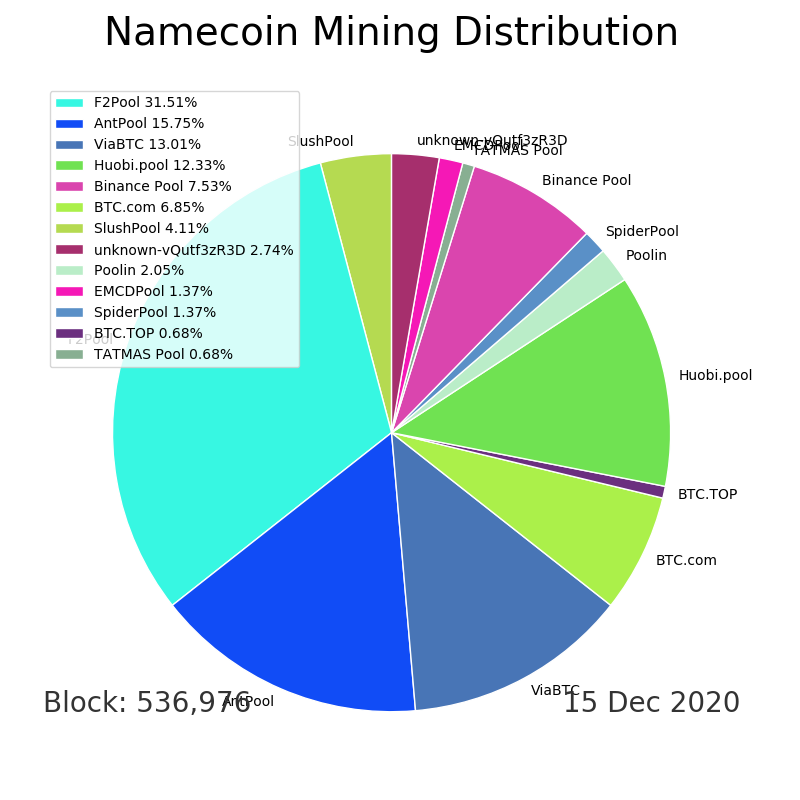 Namecoin Mining Distribution
F2Pool 31.51%
AntPool 15.75%
ViaBTC 13.01%
Huobi.pool 12.33%
Binance Pool 7.53%
BTC.com 6.85%
SlushPool 4.11%
unknown-vQutf3zR3D 2.74%
Poolin 2.05%
EMCDPool 1.37%
SpiderPool 1.37%
BTC.TOP 0.68%
TATMAS Pool 0.68%
SlushPool
unknown-vQutf3zR3D
EMCDPool
TATMAS Pool
Binance Pool
SpiderPool
Poolin
Huobi.pool
BTC.TOP
BTC.com
ViaBTC
AntPool
F2Pool
Block: 536,976
15 Dec 2020